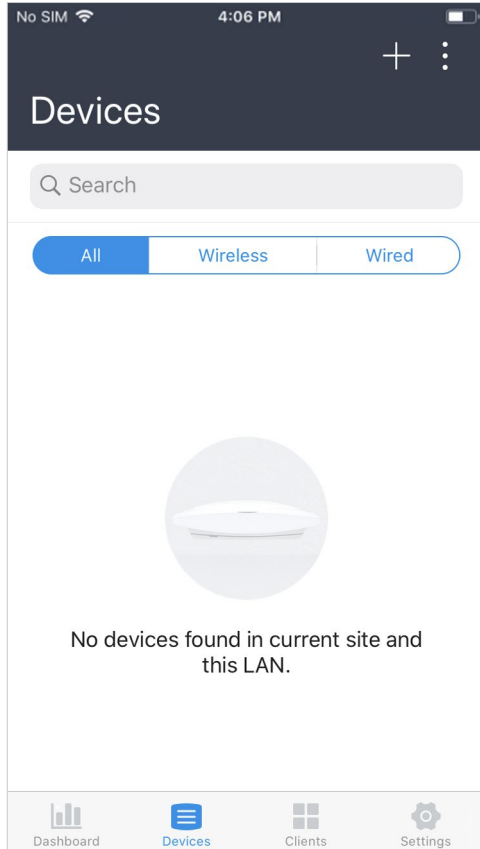 No SIM 4:06 PM
Devices
Search
All Wireless Wired
No devices found in current site and
this LAN.
Dashboard Devices Clients Settings